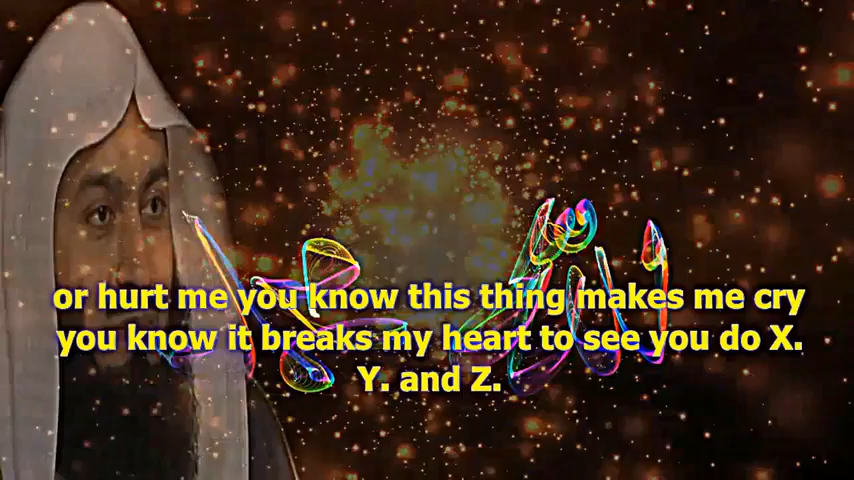 or hurt me you know this thing makes me cry
you know it breaks my heart to see you do X.
Y. and Z.